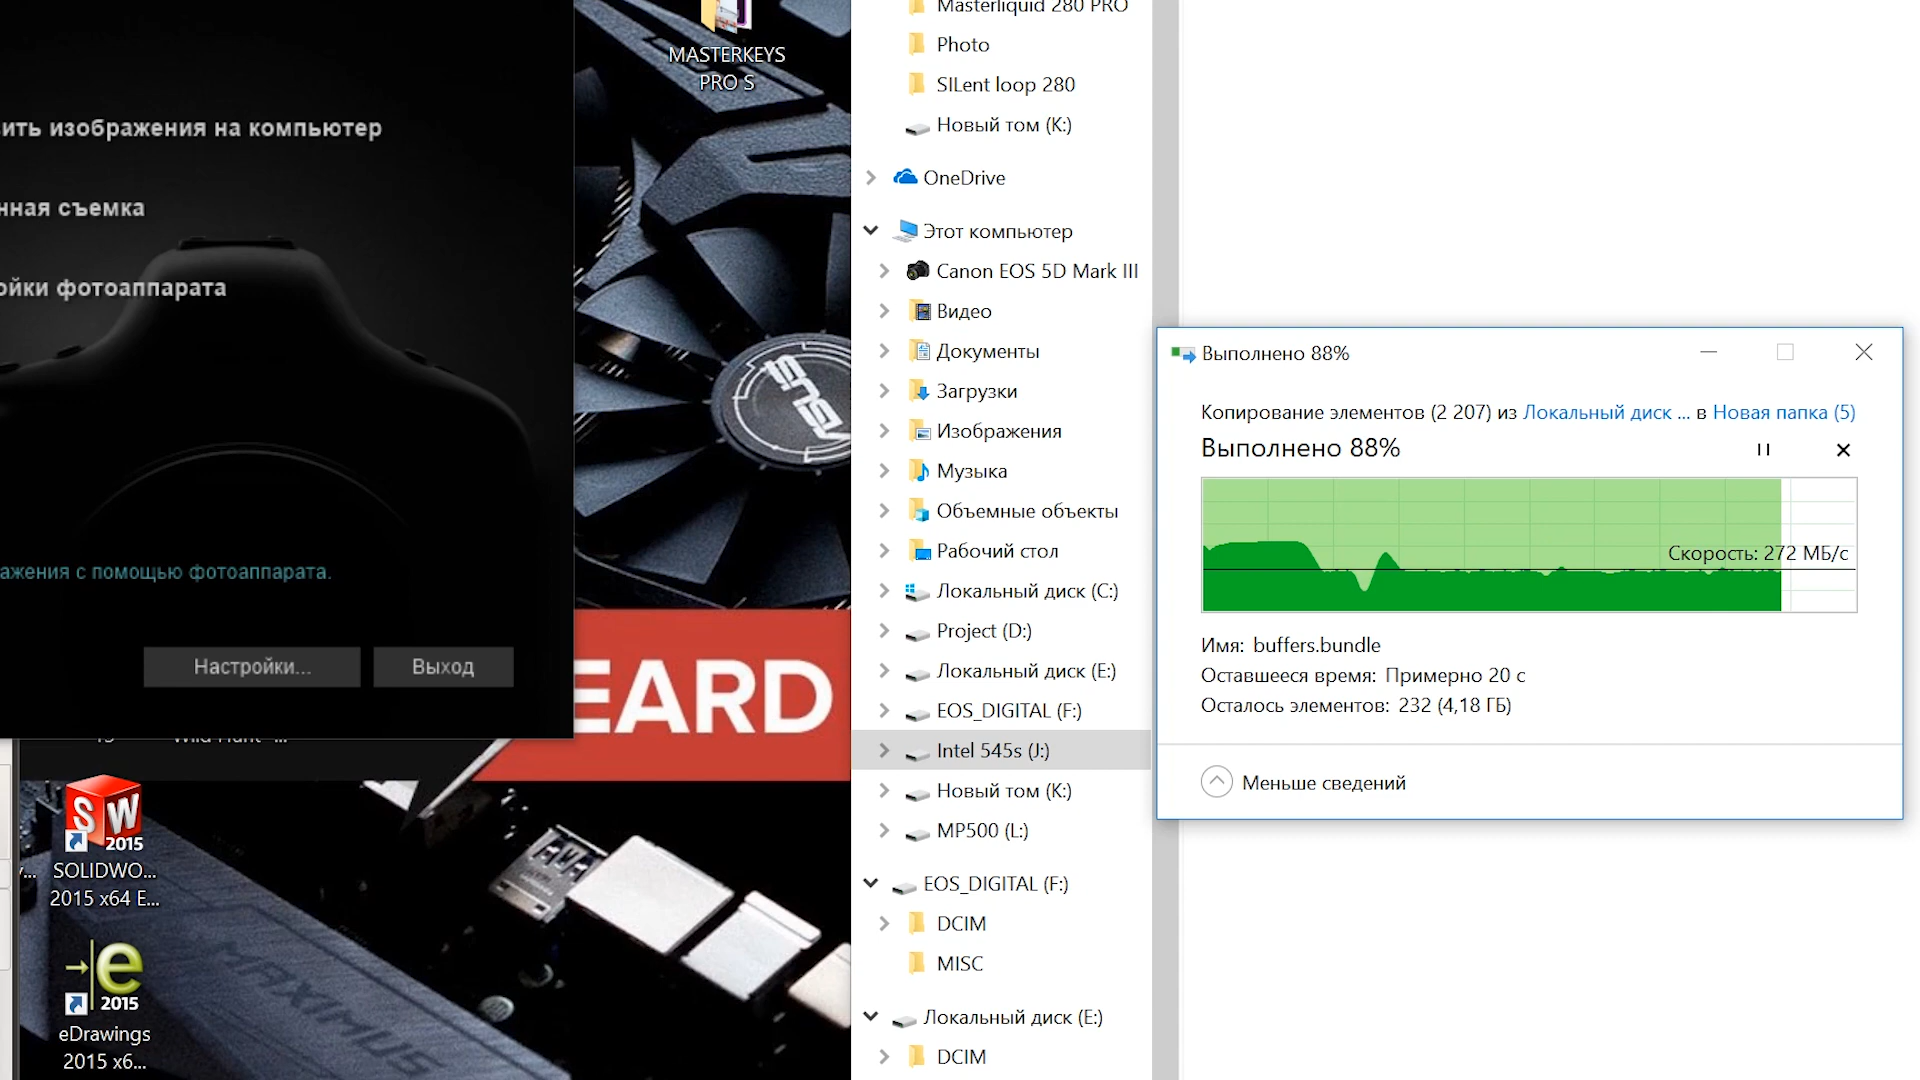 MASTERKEYS
PRO S
ить изображения на компьютер
нная съемка
ойки фотоаппарата
ажения с помощью фотоаппарата.
Настройки...
Выход
EARD
SW
2015
SOLIDWO...
2015 x64 E...
e
2015
eDrawings
2015 x6...
ASUS
MAXIMUS
Masterliquid 280 PRO
Photo
SILent loop 280
Новый том (K:)
OneDrive
Этот компьютер
Canon EOS 5D Mark III
Видео
Документы
Загрузки
Изображения
Музыка
Объемные объекты
Рабочий стол
Локальный диск (C:)
Project (D:)
Локальный диск (E:)
EOS_DIGITAL (F:)
Intel 545s (J:)
Новый том (K:)
MP500 (L:)
EOS_DIGITAL (F:)
DCIM
MISC
Локальный диск (E:)
DCIM
Выполнено 88%
Копирование элементов (2 207) из Локальный диск ... в Новая папка (5)
Выполнено 88%
Скорость: 272 МБ/с
Имя: buffers.bundle
Оставшееся время: Примерно 20 с
Осталось элементов: 232 (4,18 ГБ)
Меньше сведений